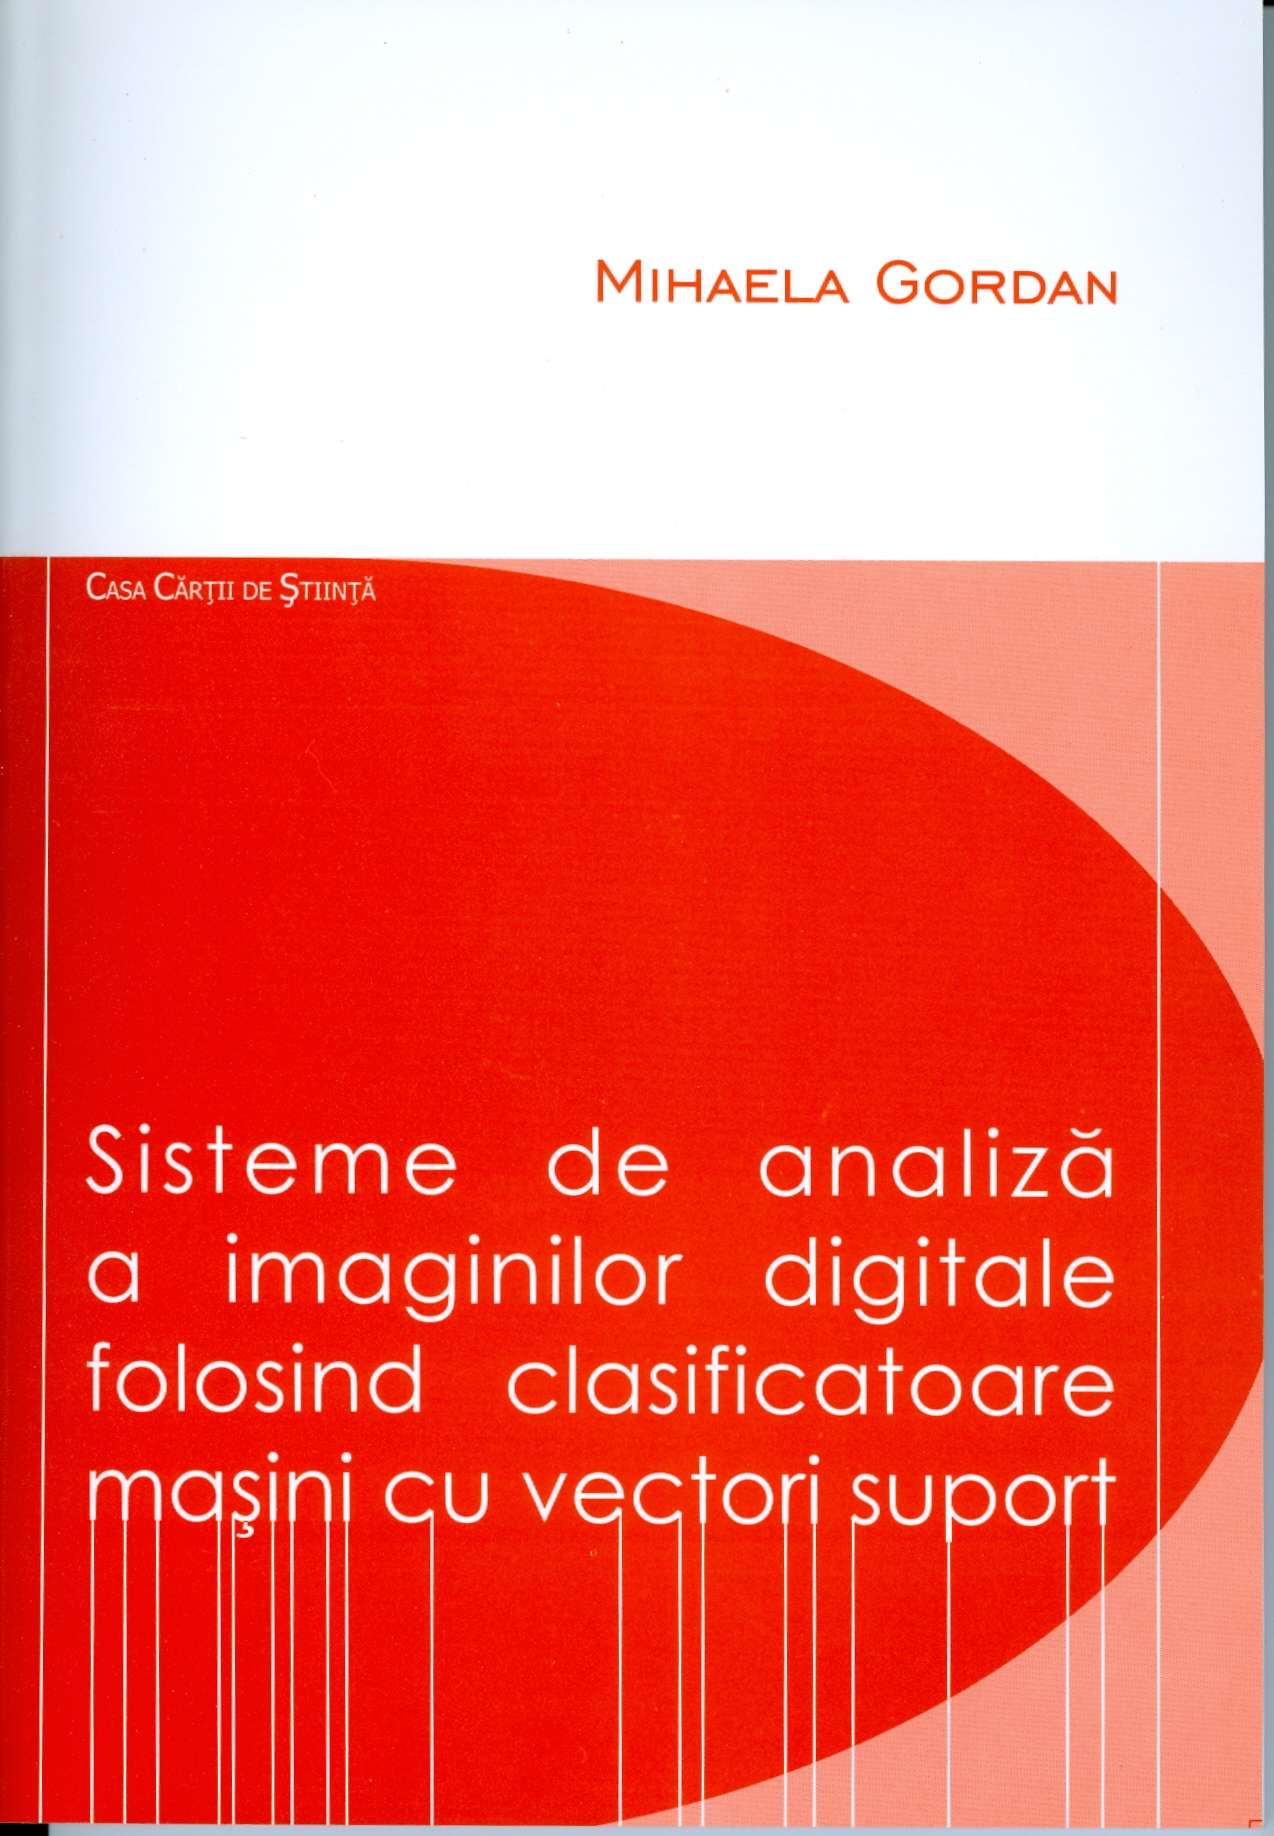 MIHAELA GORDAN
CASA CĂRŢII DE ŞTIINŢĂ
Sisteme de analiză
a imaginilor digitale
folosind clasificatoare
maşini cu vectori suport